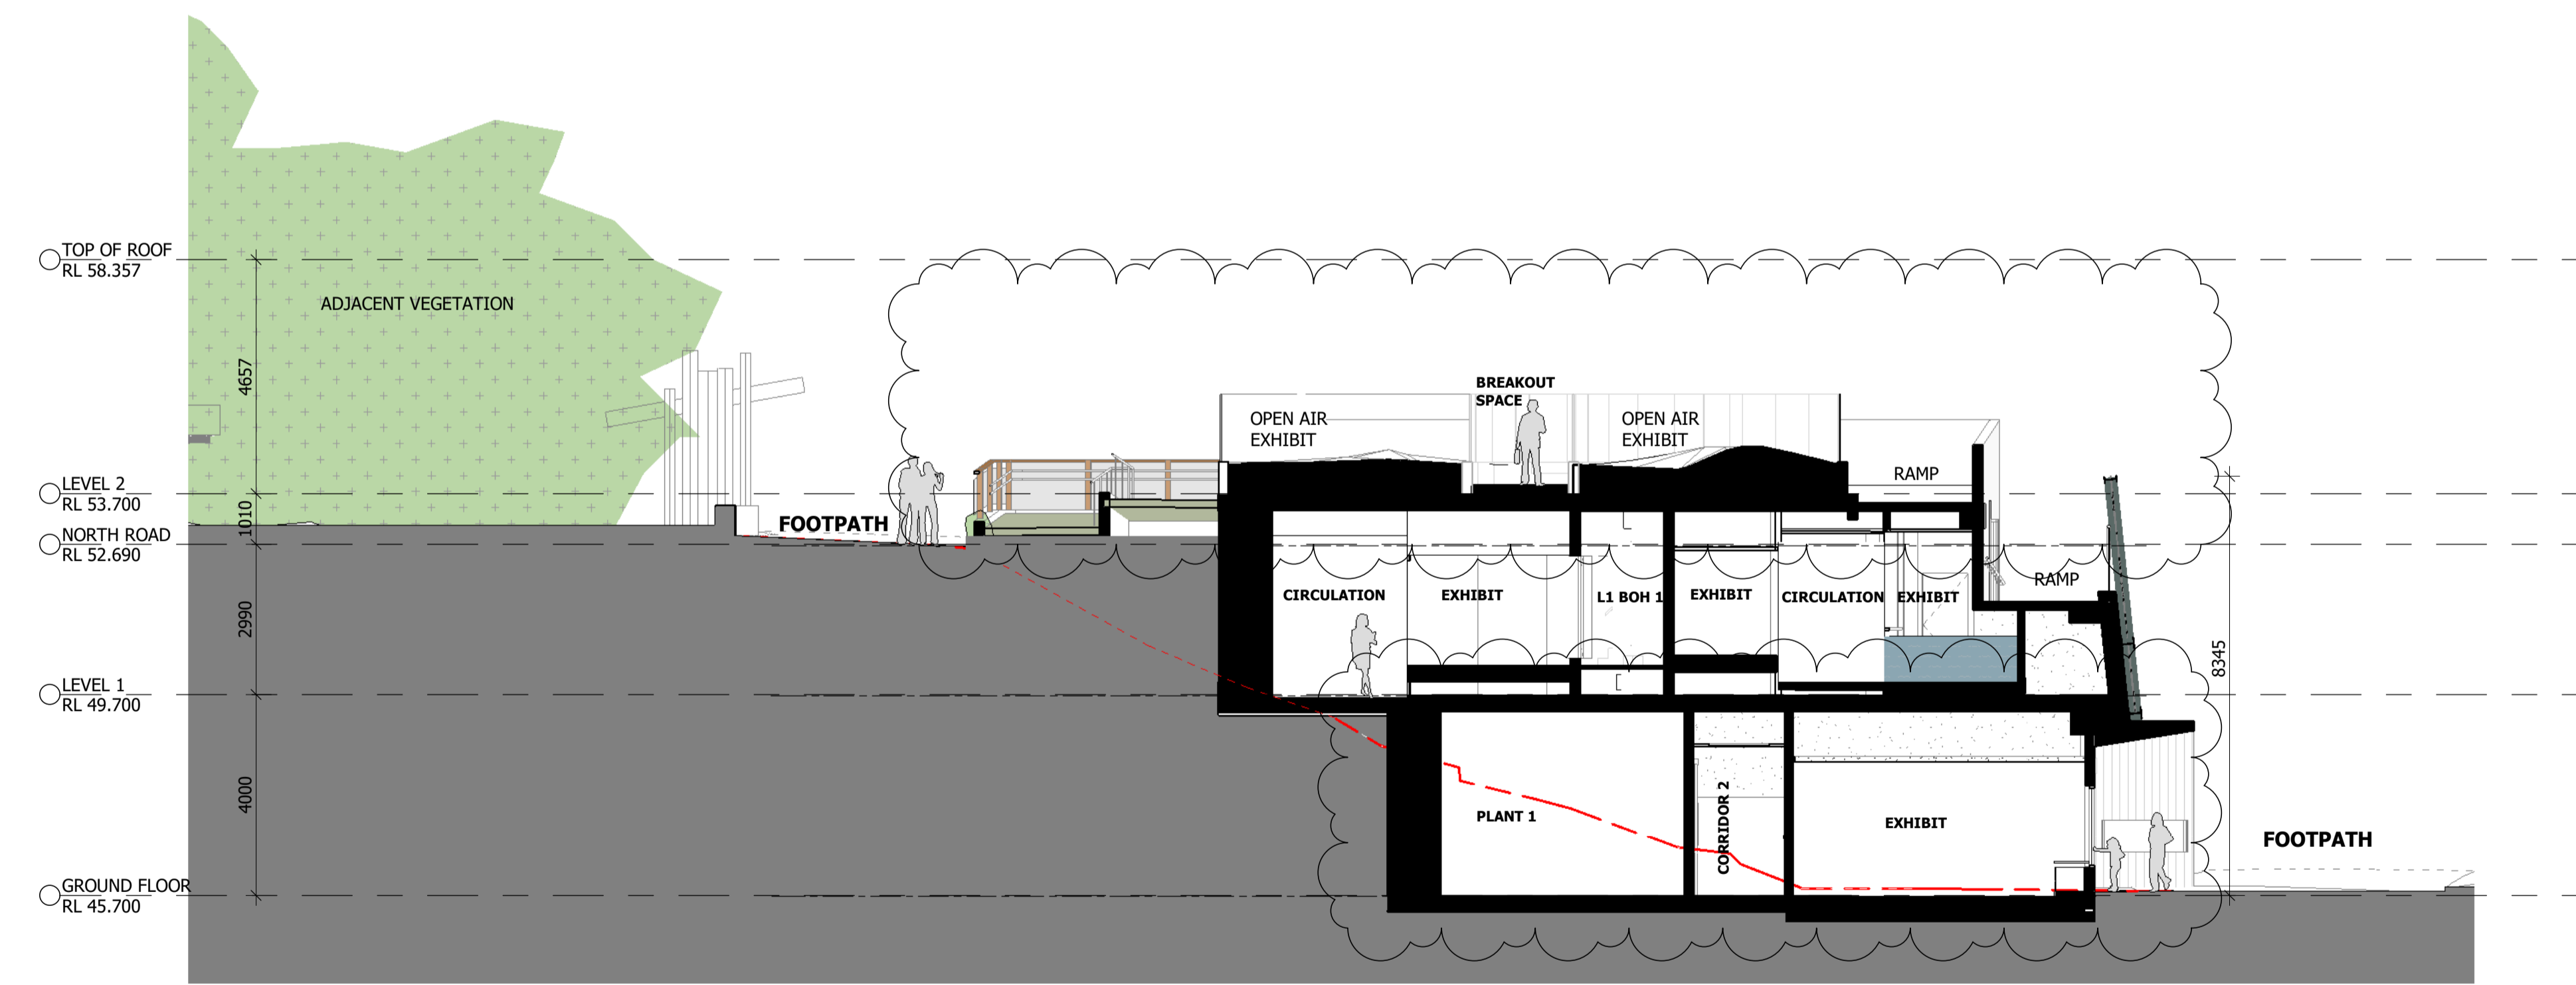 TOP OF ROOF
RL 58.357
ADJACENT VEGETATION
4657
BREAKOUT
SPACE
OPEN AIR
EXHIBIT
OPEN AIR
EXHIBIT
RAMP
LEVEL 2
RL 53.700
1010
FOOTPATH
NORTH ROAD
RL 52.690
RAMP
CIRCULATION
EXHIBIT
L1 BOH 1
EXHIBIT
CIRCULATION
EXHIBIT
2990
8345
LEVEL 1
RL 49.700
4000
PLANT 1
CORRIDOR 2
EXHIBIT
FOOTPATH
GROUND FLOOR
RL 45.700